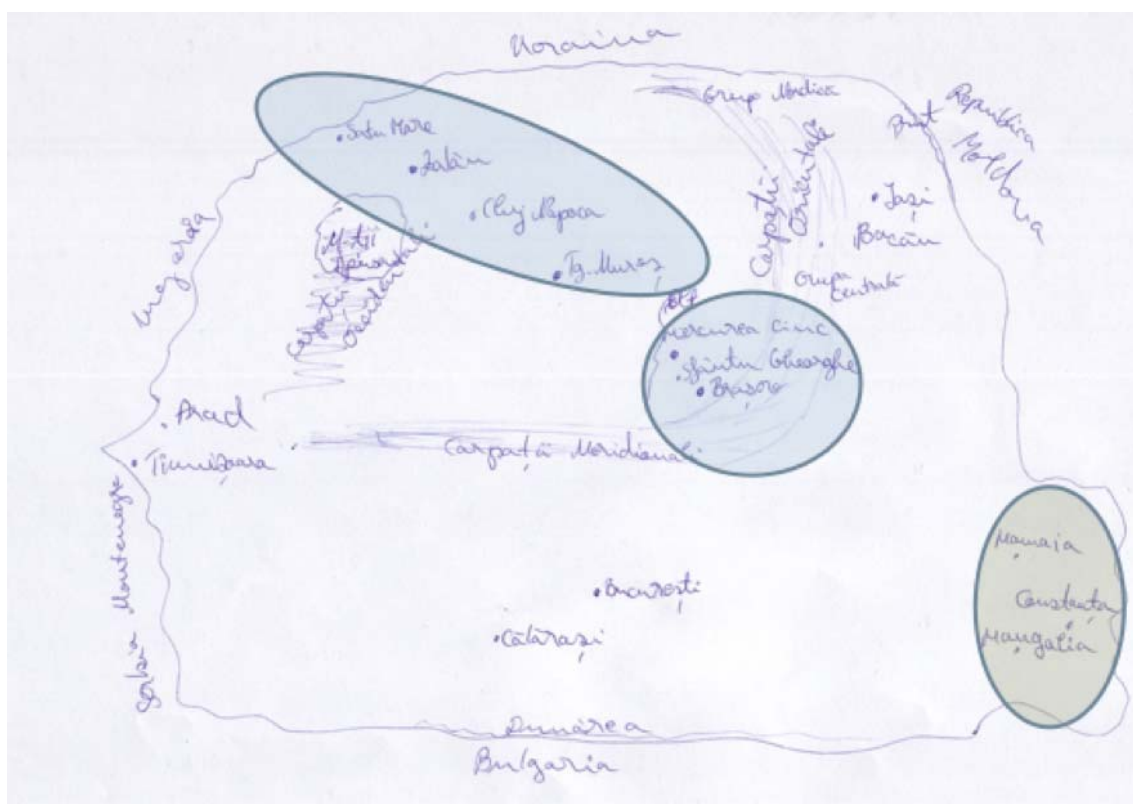 Ucraina
Grupa Nordică
Prut
Republica
Moldova
Satu Mare
Zalău
Cluj Napoca
Tg. Mureș
Ungaria
Munții
Apuseni
Carpații
Occidentali
Carpații
Orientali
Iași
Bacău
Grupa
Centrală
Miercurea Ciuc
Sfântu Gheorghe
Brașov
Arad
Timișoara
Carpații Meridionali
Serbia Muntenegru
Mamaia
Constanța
Mangalia
București
Călărași
Dunărea
Bulgaria